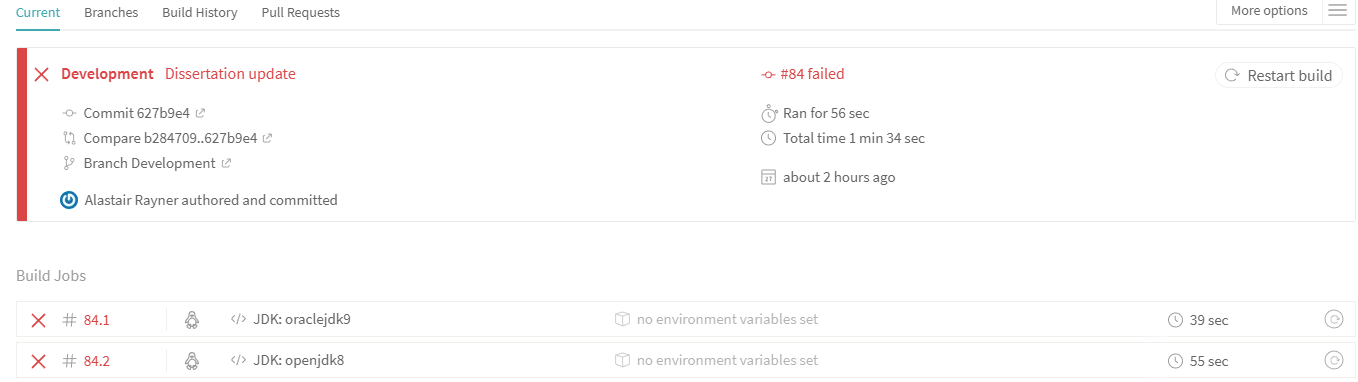 Current Branches Build History Pull Requests More options
Development Dissertation update #84 failed Restart build
Commit 627b9e4 Ran for 56 sec
Compare b284709..627b9e4 Total time 1 min 34 sec
Branch Development
about 2 hours ago
Alastair Rayner authored and committed
Build Jobs
# 84.1 </> JDK: oraclejdk9 no environment variables set 39 sec
# 84.2 </> JDK: openjdk8 no environment variables set 55 sec